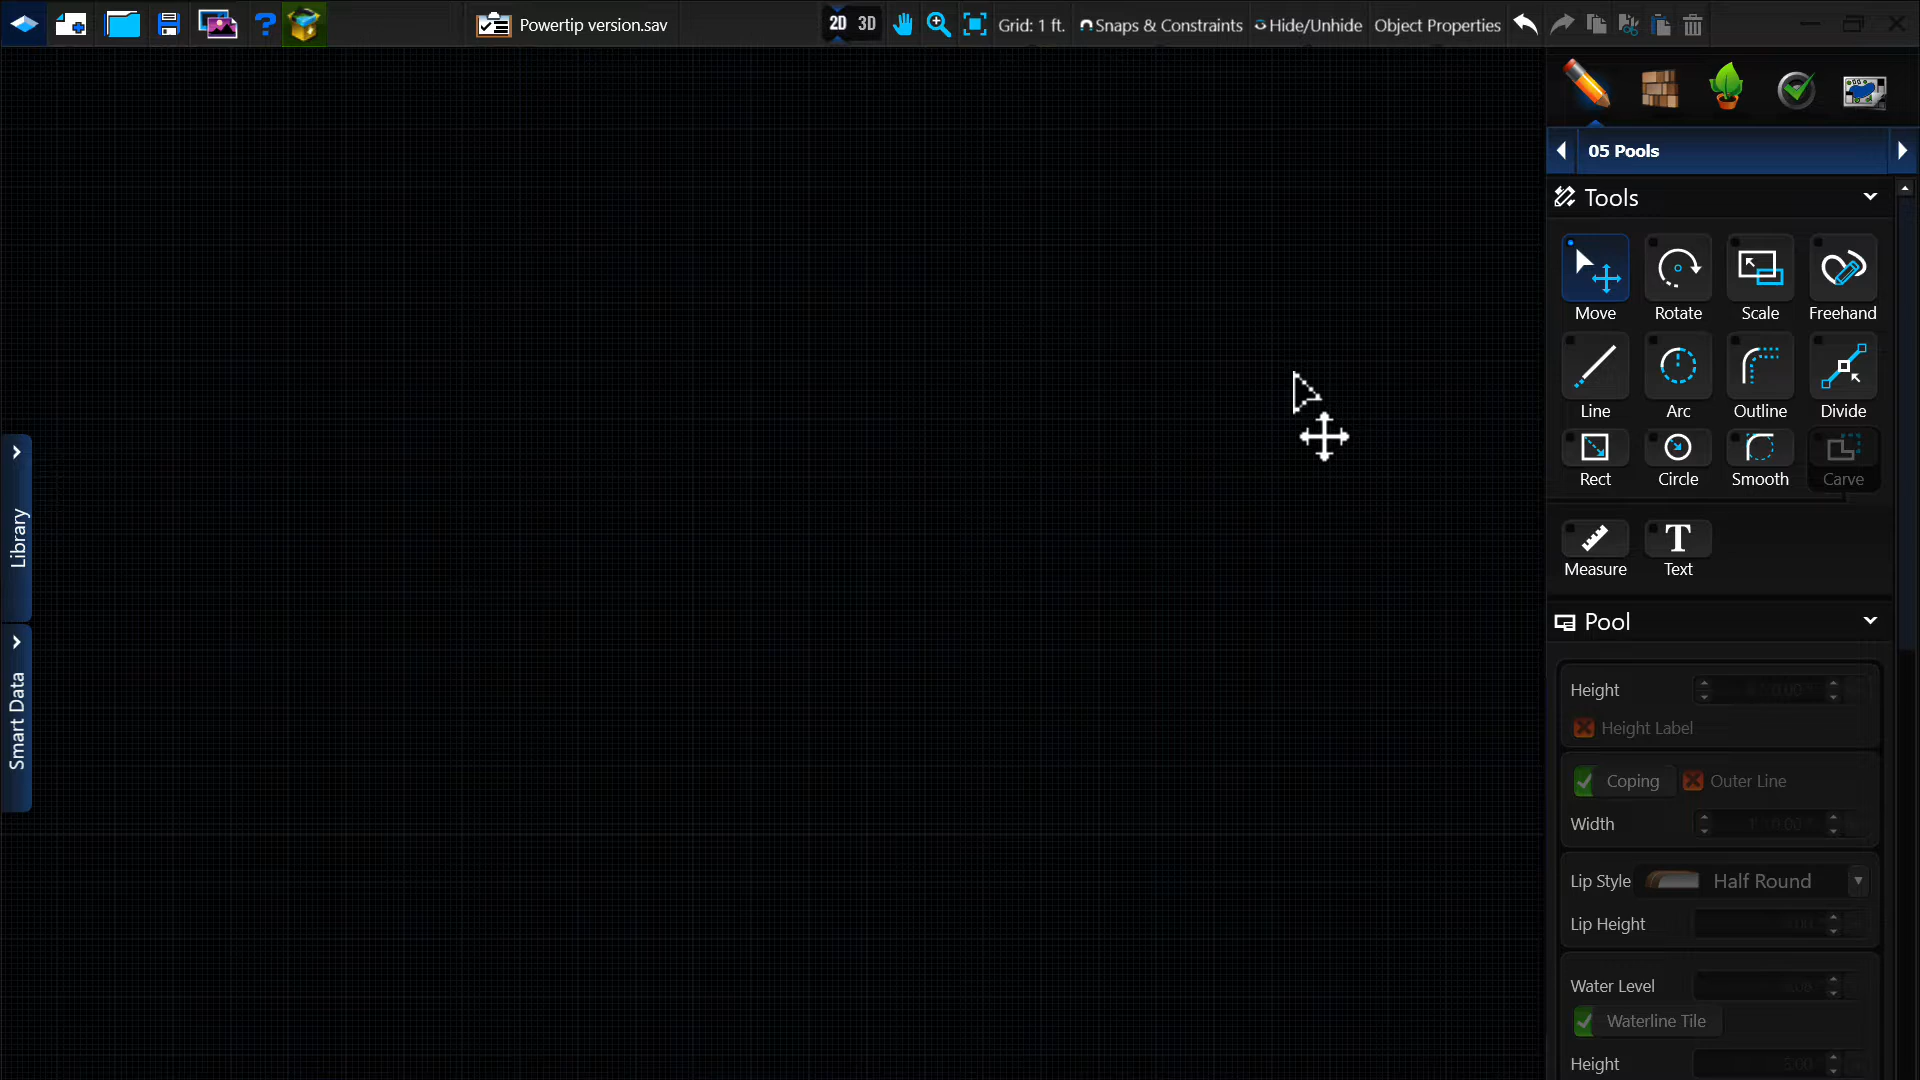 Powertip version.sav
2D 3D
Grid: 1 ft.
Snaps & Constraints
Hide/Unhide
Object Properties
05 Pools
Tools
Move Rotate Scale Freehand
Line Arc Outline Divide
Rect Circle Smooth Carve
Measure Text
Library
Smart Data
Pool
Height
Height Label
Coping Outer Line
Width
Lip Style Half Round
Lip Height
Water Level
Waterline Tile
Height